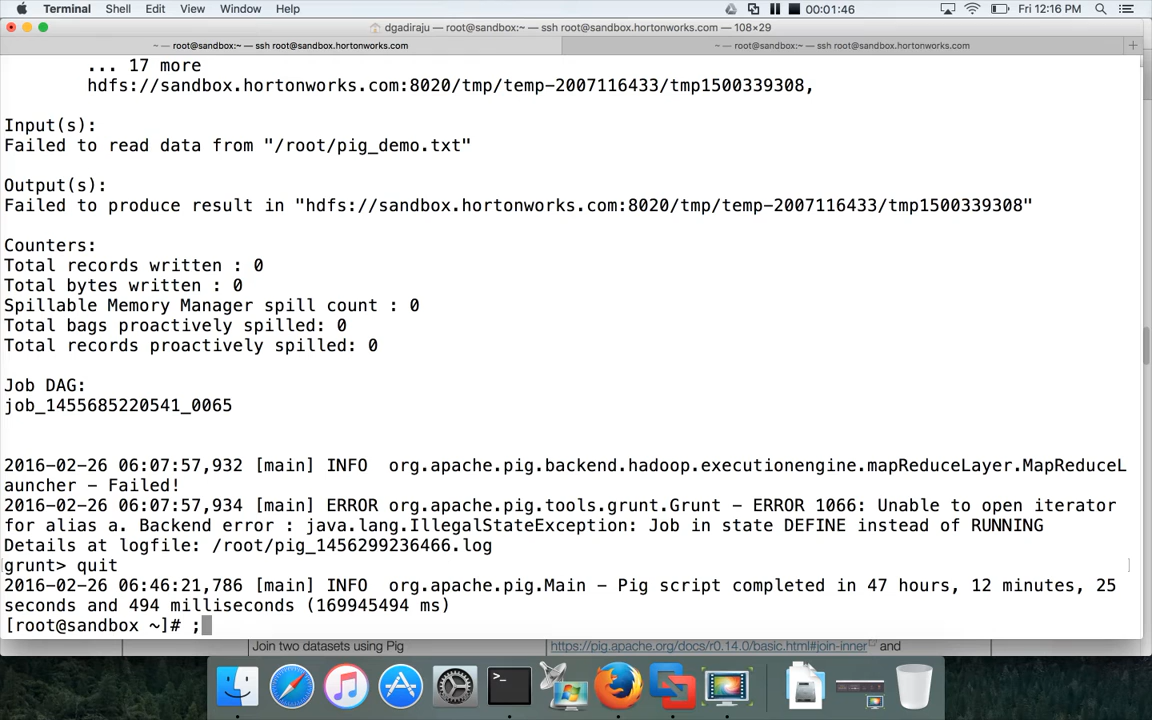 Terminal Shell Edit View Window Help 00:01:46 Fri 12:16 PM
dgadiraju — root@sandbox:~ — ssh root@sandbox.hortonworks.com — 108×29
~ — root@sandbox:~ — ssh root@sandbox.hortonworks.com ~ — root@sandbox:~ — ssh root@sandbox.hortonworks.com +
... 17 more
hdfs://sandbox.hortonworks.com:8020/tmp/temp-2007116433/tmp1500339308,
Input(s):
Failed to read data from "/root/pig_demo.txt"
Output(s):
Failed to produce result in "hdfs://sandbox.hortonworks.com:8020/tmp/temp-2007116433/tmp1500339308"
Counters:
Total records written : 0
Total bytes written : 0
Spillable Memory Manager spill count : 0
Total bags proactively spilled: 0
Total records proactively spilled: 0
Job DAG:
job_1455685220541_0065
2016-02-26 06:07:57,932 [main] INFO  org.apache.pig.backend.hadoop.executionengine.mapReduceLayer.MapReduceL
auncher - Failed!
2016-02-26 06:07:57,934 [main] ERROR org.apache.pig.tools.grunt.Grunt - ERROR 1066: Unable to open iterator
for alias a. Backend error : java.lang.IllegalStateException: Job in state DEFINE instead of RUNNING
Details at logfile: /root/pig_1456299236466.log
grunt> quit
2016-02-26 06:46:21,786 [main] INFO  org.apache.pig.Main - Pig script completed in 47 hours, 12 minutes, 25
seconds and 494 milliseconds (169945494 ms)
[root@sandbox ~]# ;
Join two datasets using Pig https://pig.apache.org/docs/r0.14.0/basic.html#join-inner and